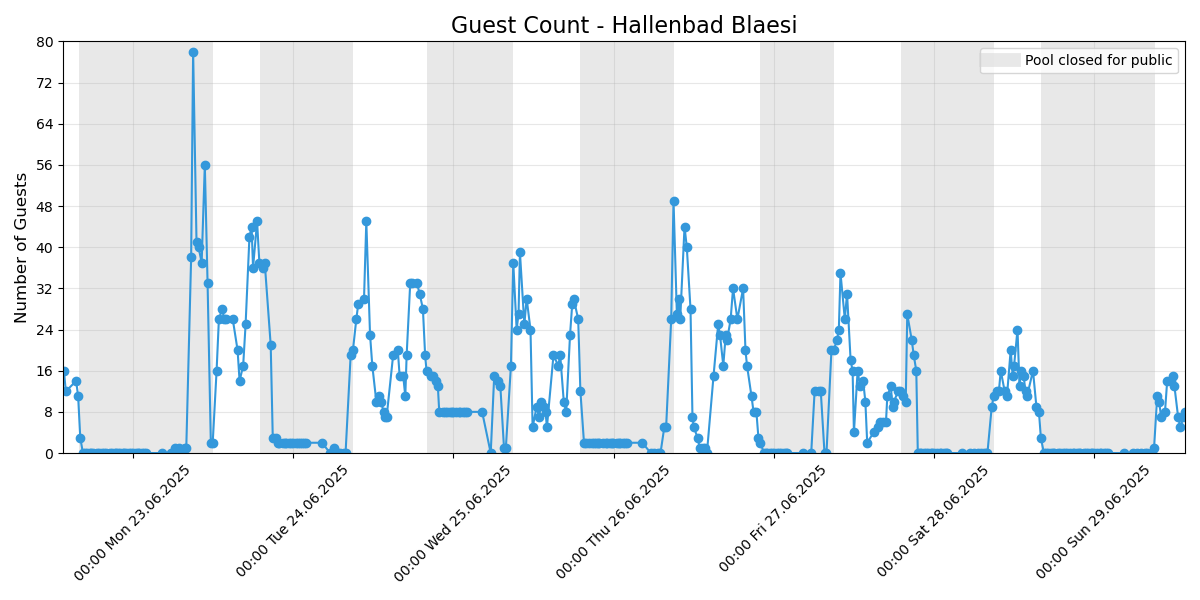 Guest Count - Hallenbad Blaesi
Pool closed for public
Number of Guests
80
72
64
56
48
40
32
24
16
8
0
00:00 Mon 23.06.2025
00:00 Tue 24.06.2025
00:00 Wed 25.06.2025
00:00 Thu 26.06.2025
00:00 Fri 27.06.2025
00:00 Sat 28.06.2025
00:00 Sun 29.06.2025